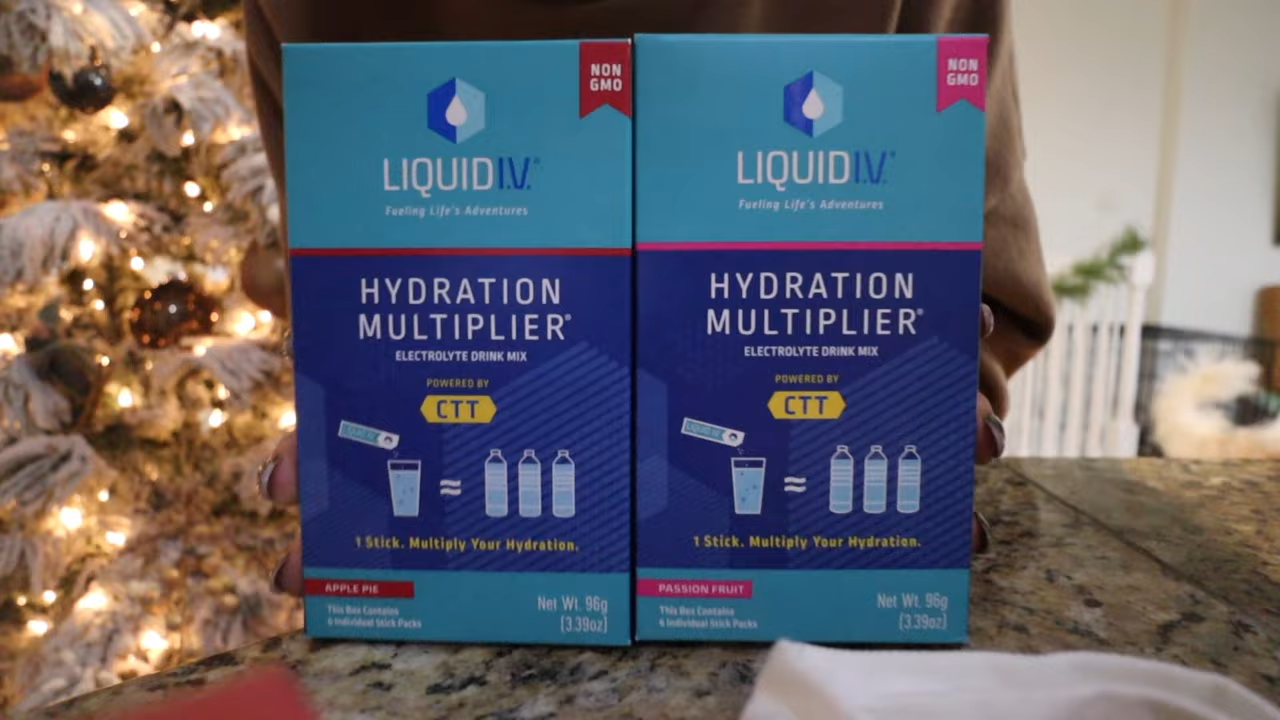 NON
GMO
LIQUID I.V.®
Fueling Life's Adventures
HYDRATION
MULTIPLIER®
ELECTROLYTE DRINK MIX
POWERED BY
CTT
LIQUID I.V.
≈
1 Stick. Multiply Your Hydration.
APPLE PIE
This Box Contains
6 Individual Stick Packs
Net Wt. 96g
(3.39oz)
NON
GMO
LIQUID I.V.®
Fueling Life's Adventures
HYDRATION
MULTIPLIER®
ELECTROLYTE DRINK MIX
POWERED BY
CTT
LIQUID I.V.
≈
1 Stick. Multiply Your Hydration.
PASSION FRUIT
This Box Contains
6 Individual Stick Packs
Net Wt. 96g
(3.39oz)